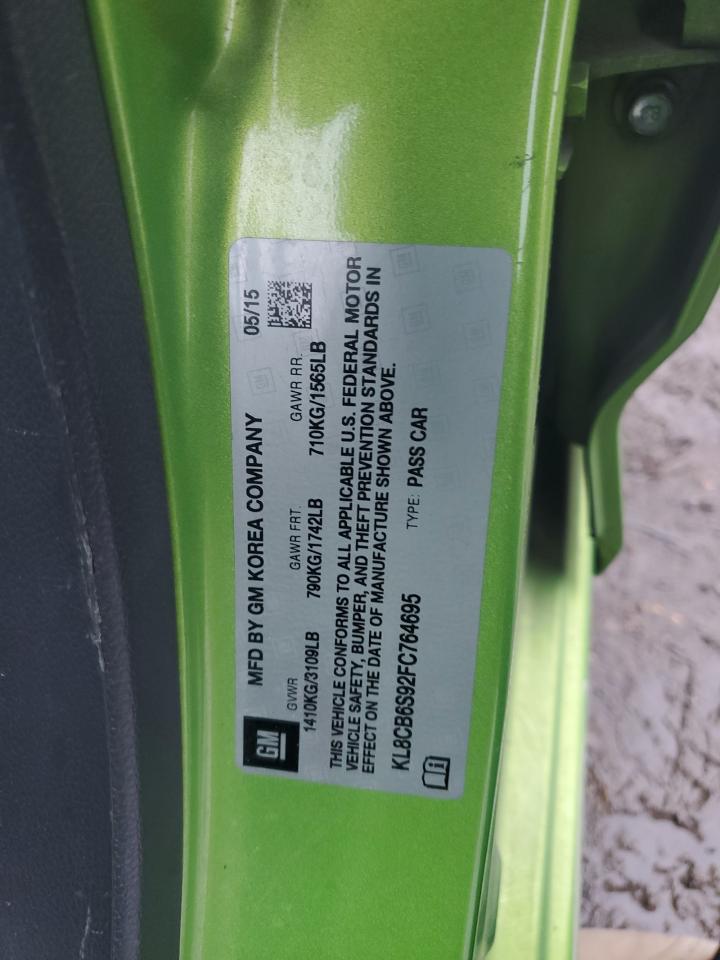 MFD BY GM KOREA COMPANY 05/15
GM
GVWR GAWR FRT. GAWR RR.
1410KG/3109LB 790KG/1742LB 710KG/1565LB
THIS VEHICLE CONFORMS TO ALL APPLICABLE U.S. FEDERAL MOTOR
VEHICLE SAFETY, BUMPER, AND THEFT PREVENTION STANDARDS IN
EFFECT ON THE DATE OF MANUFACTURE SHOWN ABOVE.
KL8CB6S92FC764695 TYPE: PASS CAR